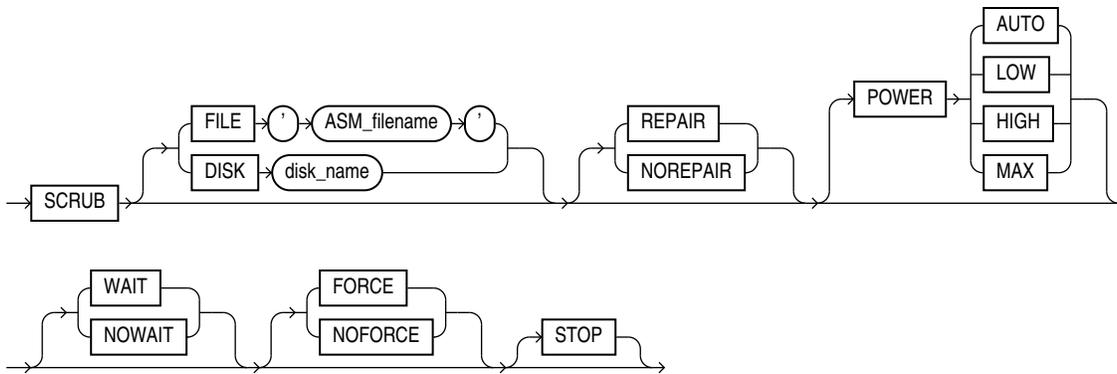 SCRUB
FILE ' ASM_filename '
DISK disk_name
REPAIR
NOREPAIR
POWER
AUTO
LOW
HIGH
MAX
WAIT
NOWAIT
FORCE
NOFORCE
STOP